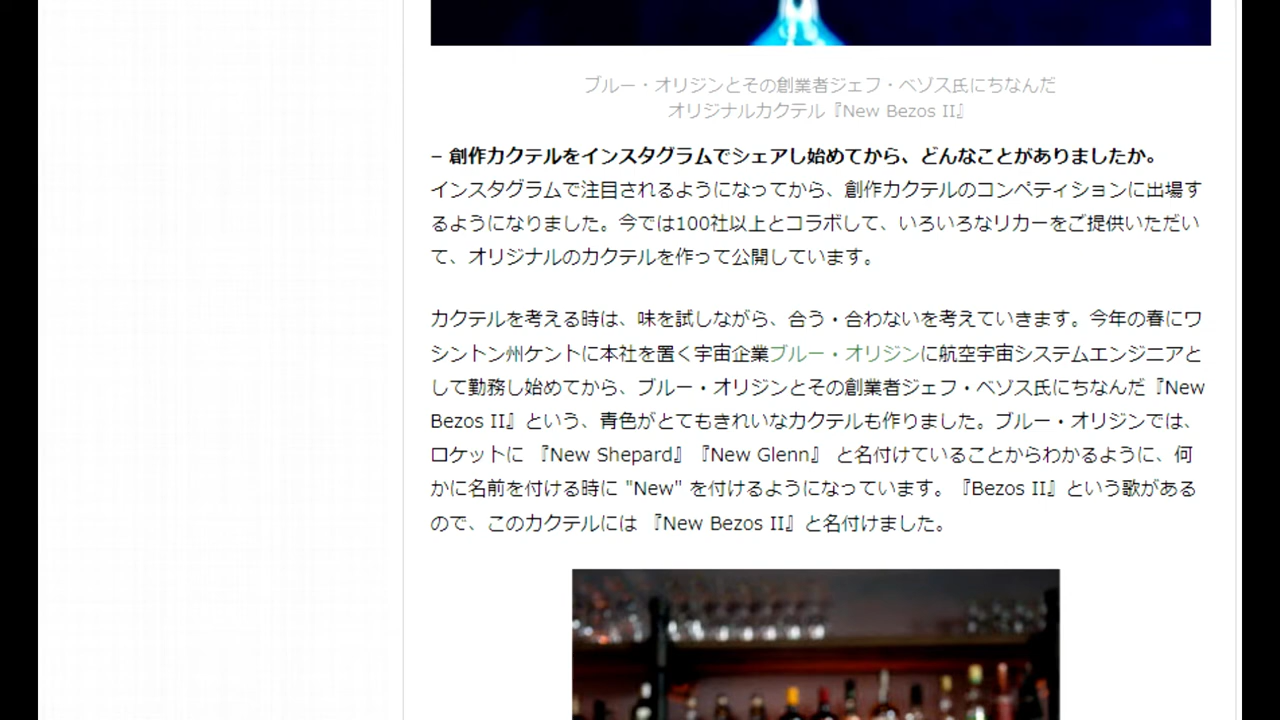 ブルー・オリジンとその創業者ジェフ・ベゾス氏にちなんだ
オリジナルカクテル『New Bezos II』
– 創作カクテルをインスタグラムでシェアし始めてから、どんなことがありましたか。
インスタグラムで注目されるようになってから、創作カクテルのコンペティションに出場す
るようになりました。今では100社以上とコラボして、いろいろなリカーをご提供いただい
て、オリジナルのカクテルを作って公開しています。
カクテルを考える時は、味を試しながら、合う・合わないを考えていきます。今年の春にワ
シントン州ケントに本社を置く宇宙企業ブルー・オリジンに航空宇宙システムエンジニアと
して勤務し始めてから、ブルー・オリジンとその創業者ジェフ・ベゾス氏にちなんだ『New
Bezos II』という、青色がとてもきれいなカクテルも作りました。ブルー・オリジンでは、
ロケットに 『New Shepard』『New Glenn』 と名付けていることからわかるように、何
かに名前を付ける時に "New" を付けるようになっています。『Bezos II』という歌がある
ので、このカクテルには 『New Bezos II』と名付けました。